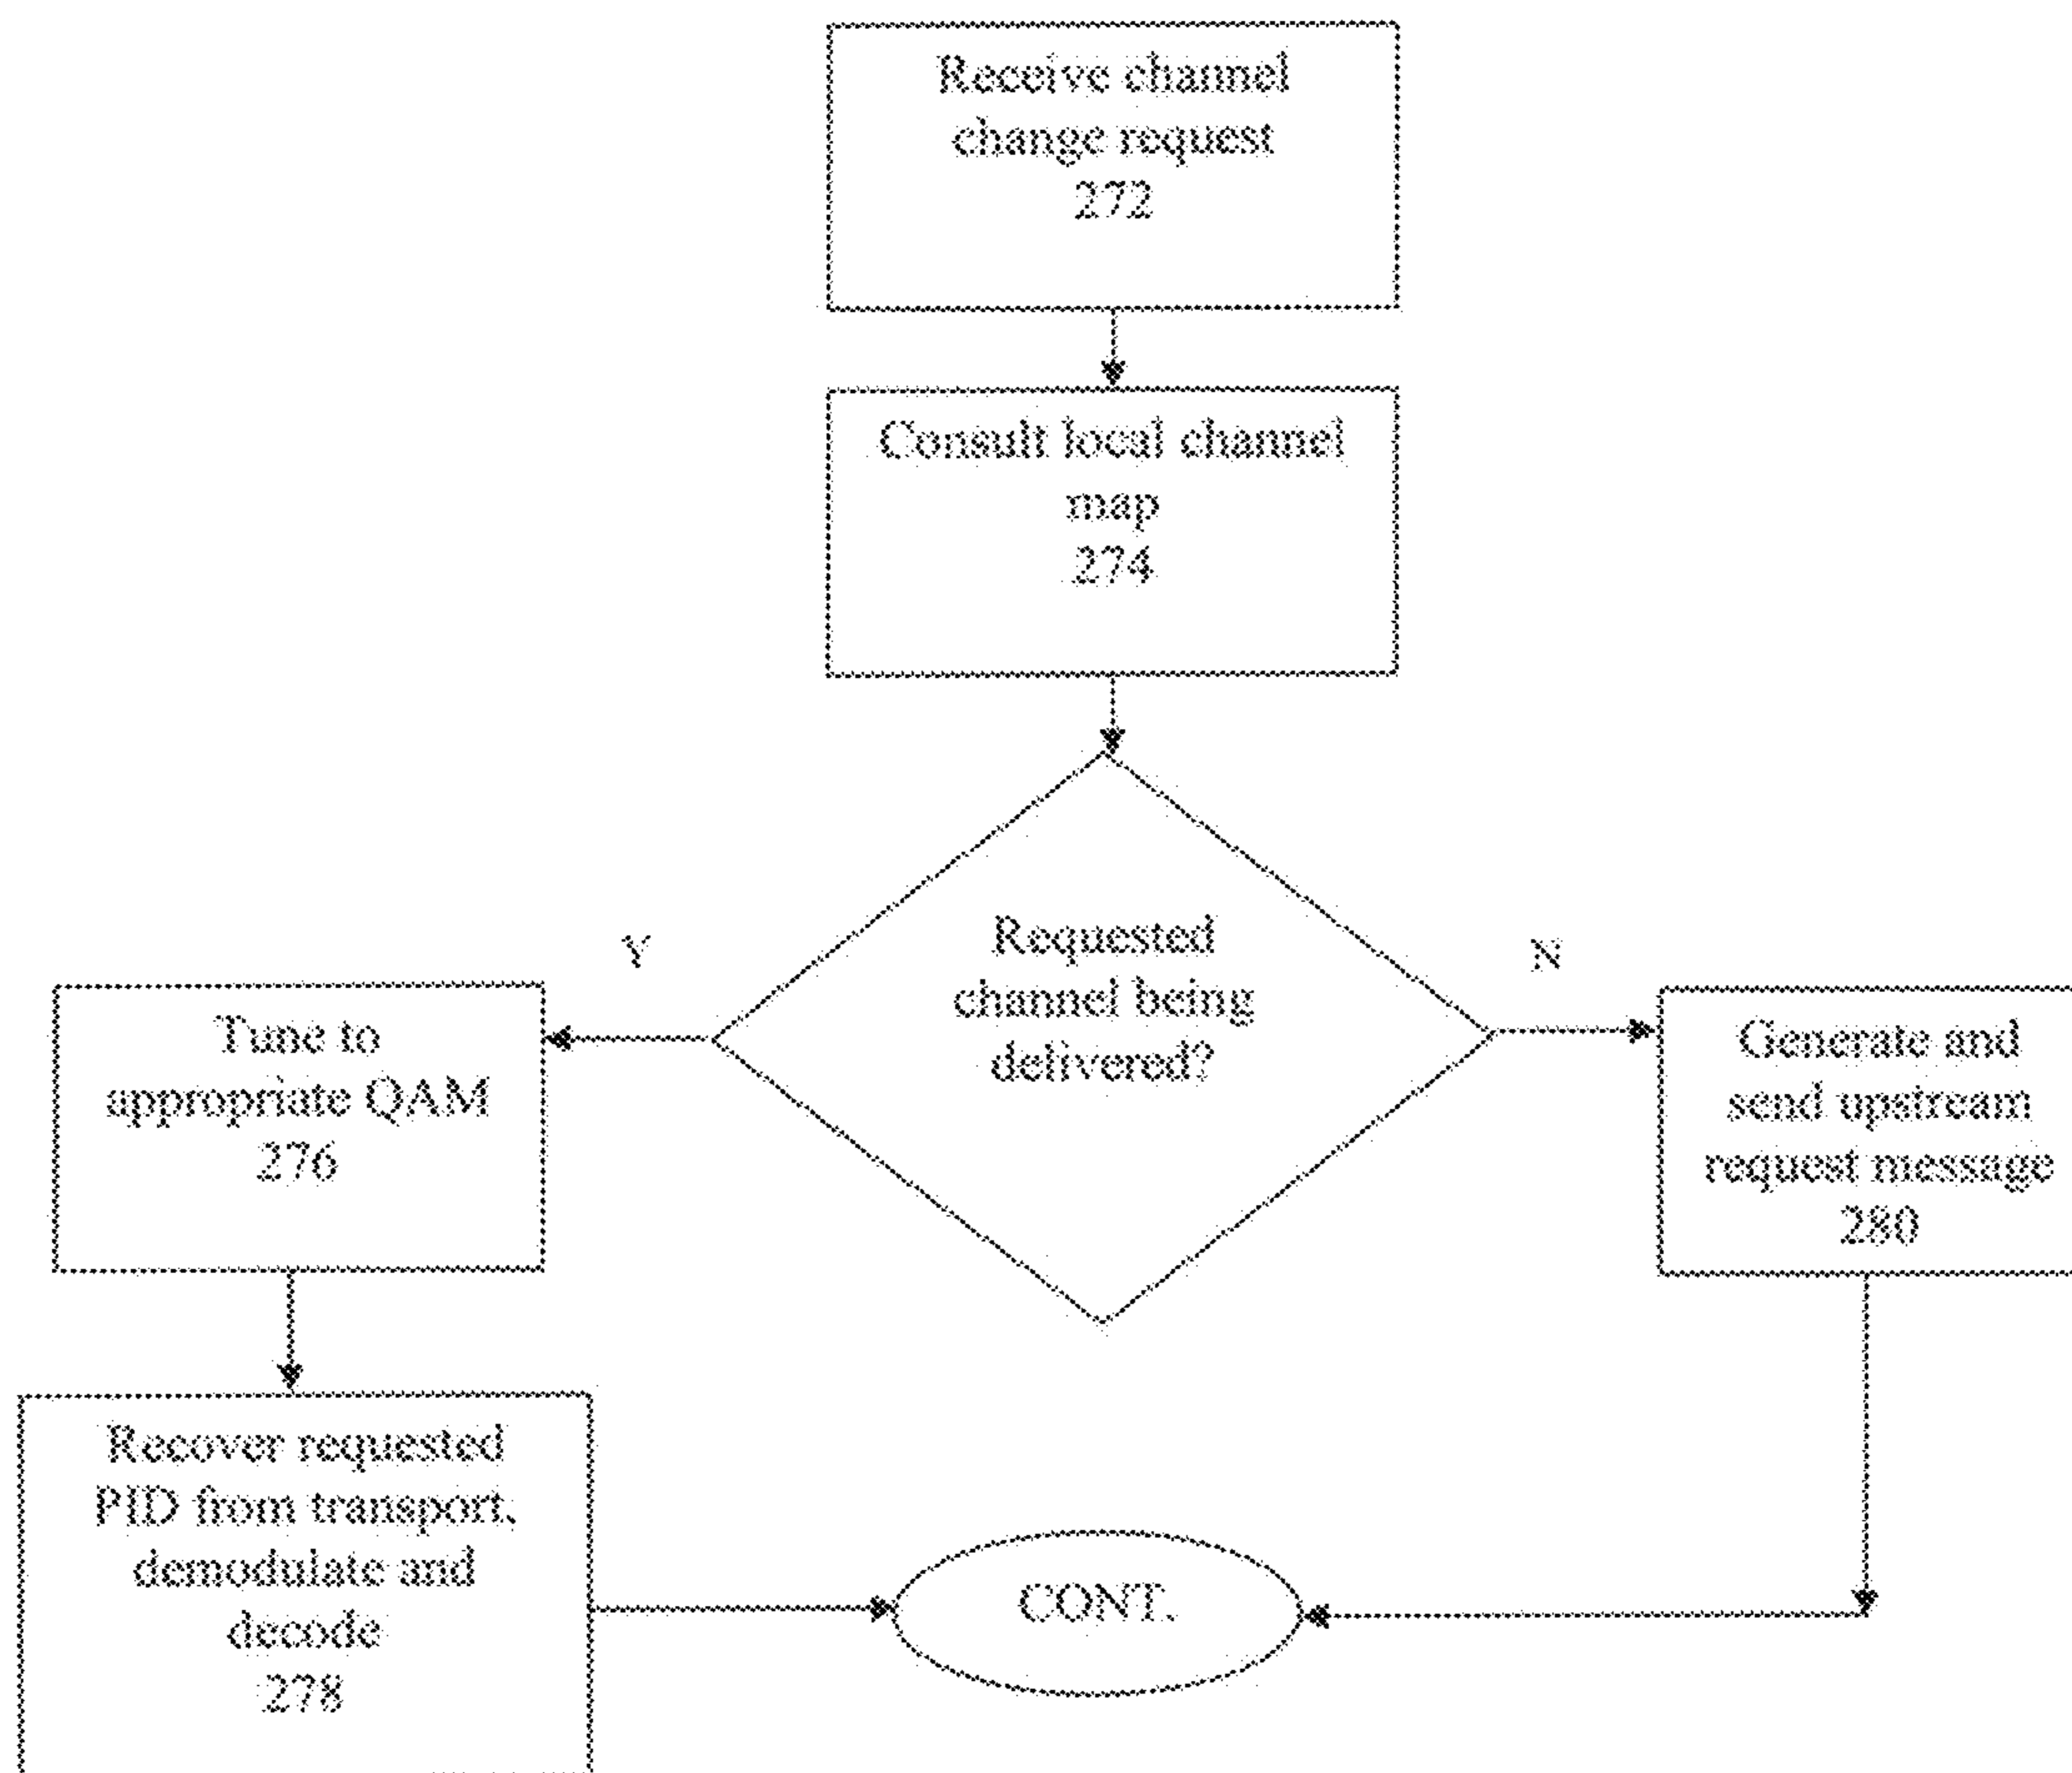 Receive channel
change request
272
Consult local channel
map
274
Requested
channel being
delivered?
Y
N
Tune to
appropriate QAM
276
Generate and
send upstream
request message
280
Recover requested
PID from transport,
demodulate and
decode
278
CONT.